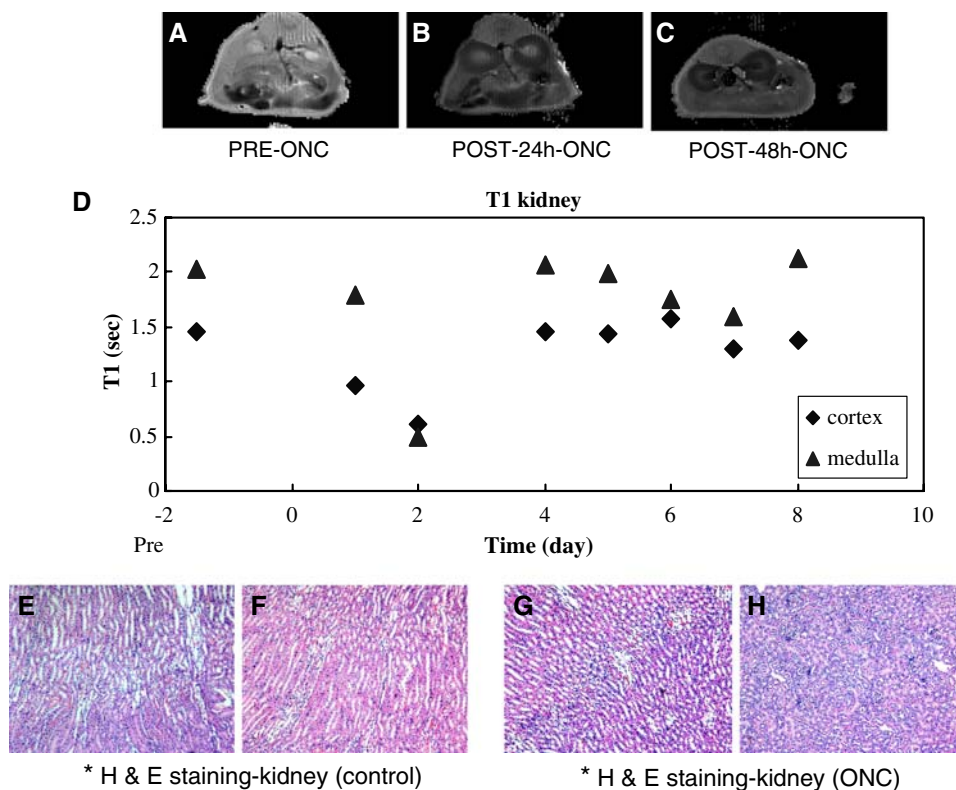 A B C
PRE-ONC POST-24h-ONC POST-48h-ONC
D
T1 kidney
2.5
2
1.5
1
0.5
0
T1 (sec)
cortex
medulla
-2 0 2 4 6 8 10
Pre
Time (day)
E F G H
* H & E staining-kidney (control) * H & E staining-kidney (ONC)